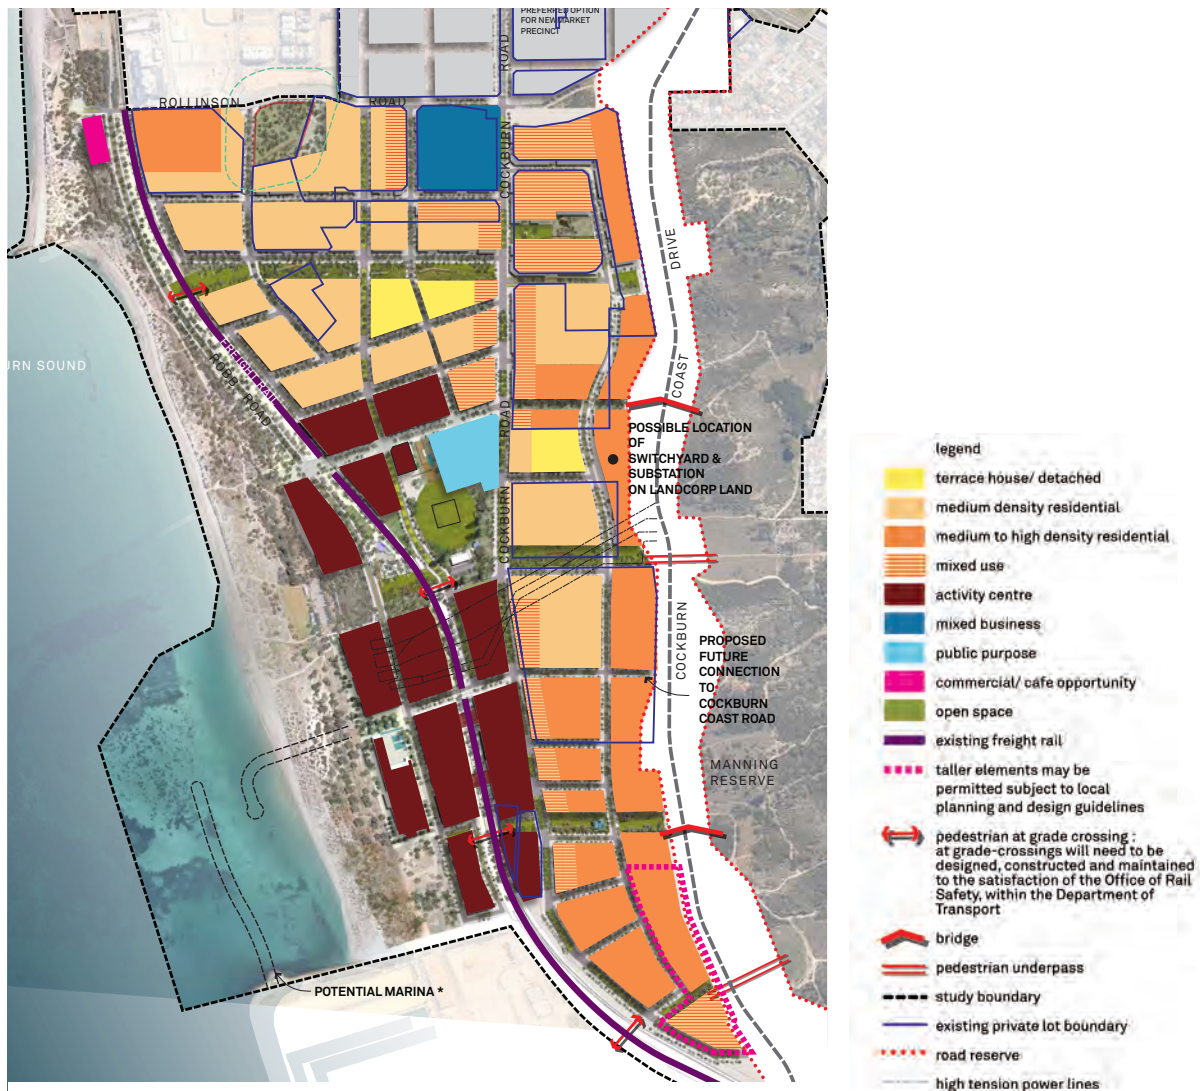 PREFERRED OPTION
FOR NEWMARKET
PRECINCT
ROAD
ROLLINSON
ROAD
COCKBURN
DRIVE
COAST
URN SOUND
FREIGHT RAIL
ROBB ROAD
ROAD
POSSIBLE LOCATION
OF
SWITCHYARD &
SUBSTATION
ON LANDCORP LAND
COCKBURN
COCKBURN
PROPOSED
FUTURE
CONNECTION
TO
COCKBURN
COAST ROAD
MANNING
RESERVE
POTENTIAL MARINA *
legend
terrace house/ detached
medium density residential
medium to high density residential
mixed use
activity centre
mixed business
public purpose
commercial/ cafe opportunity
open space
existing freight rail
taller elements may be
permitted subject to local
planning and design guidelines
pedestrian at grade crossing :
at grade-crossings will need to be
designed, constructed and maintained
to the satisfaction of the Office of Rail
Safety, within the Department of
Transport
bridge
pedestrian underpass
study boundary
existing private lot boundary
road reserve
high tension power lines